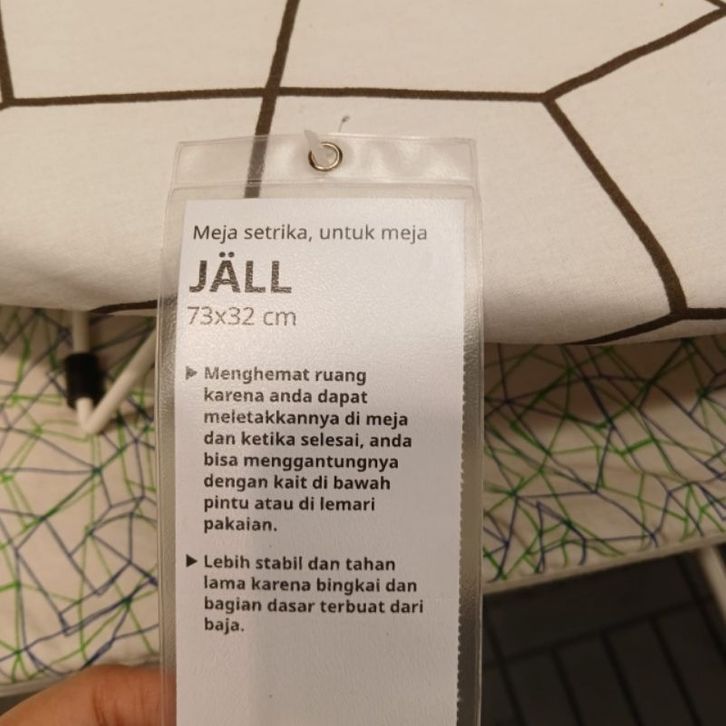 Meja setrika, untuk meja
JÄLL
73x32 cm
▶ Menghemat ruang
karena anda dapat
meletakkannya di meja
dan ketika selesai, anda
bisa menggantungnya
dengan kait di bawah
pintu atau di lemari
pakaian.
▶ Lebih stabil dan tahan
lama karena bingkai dan
bagian dasar terbuat dari
baja.